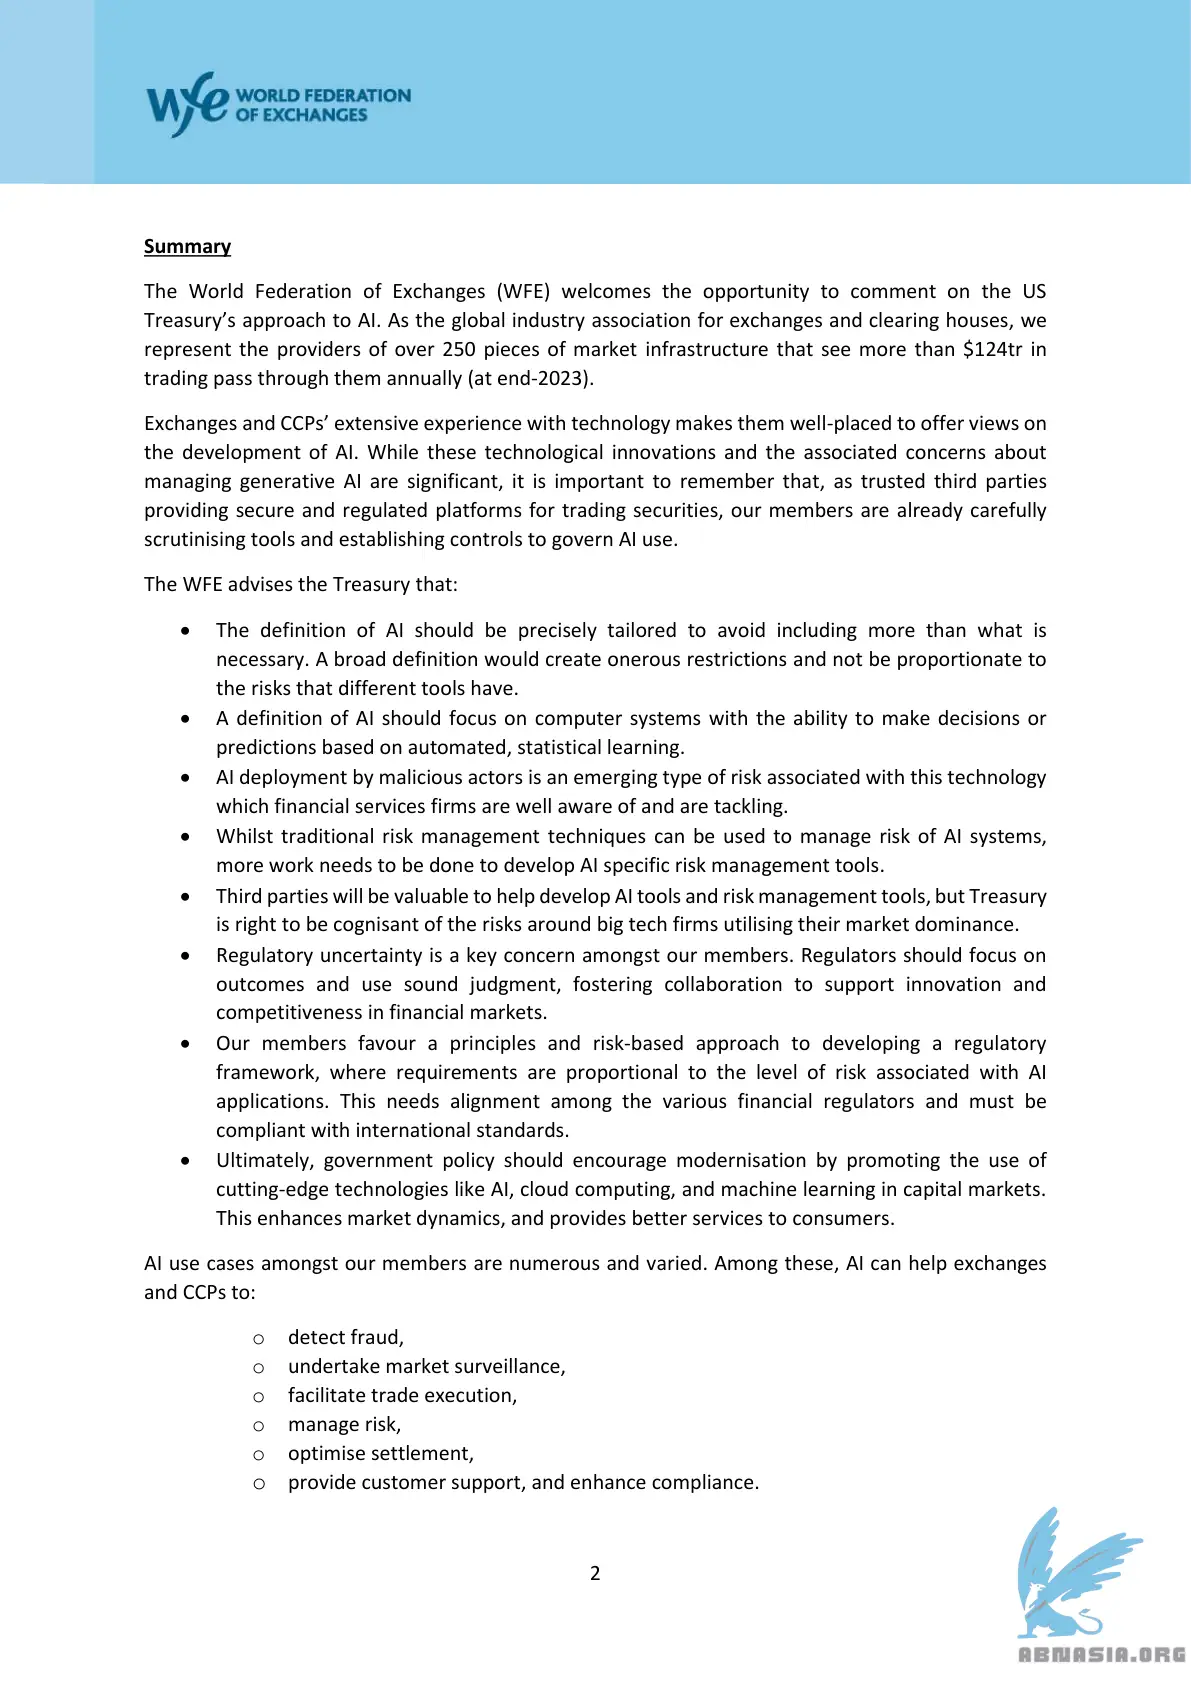 wfe WORLD FEDERATION
OF EXCHANGES
Summary
The World Federation of Exchanges (WFE) welcomes the opportunity to comment on the US
Treasury’s approach to AI. As the global industry association for exchanges and clearing houses, we
represent the providers of over 250 pieces of market infrastructure that see more than $124tr in
trading pass through them annually (at end-2023).
Exchanges and CCPs’ extensive experience with technology makes them well-placed to offer views on
the development of AI. While these technological innovations and the associated concerns about
managing generative AI are significant, it is important to remember that, as trusted third parties
providing secure and regulated platforms for trading securities, our members are already carefully
scrutinising tools and establishing controls to govern AI use.
The WFE advises the Treasury that:
• The definition of AI should be precisely tailored to avoid including more than what is
necessary. A broad definition would create onerous restrictions and not be proportionate to
the risks that different tools have.
• A definition of AI should focus on computer systems with the ability to make decisions or
predictions based on automated, statistical learning.
• AI deployment by malicious actors is an emerging type of risk associated with this technology
which financial services firms are well aware of and are tackling.
• Whilst traditional risk management techniques can be used to manage risk of AI systems,
more work needs to be done to develop AI specific risk management tools.
• Third parties will be valuable to help develop AI tools and risk management tools, but Treasury
is right to be cognisant of the risks around big tech firms utilising their market dominance.
• Regulatory uncertainty is a key concern amongst our members. Regulators should focus on
outcomes and use sound judgment, fostering collaboration to support innovation and
competitiveness in financial markets.
• Our members favour a principles and risk-based approach to developing a regulatory
framework, where requirements are proportional to the level of risk associated with AI
applications. This needs alignment among the various financial regulators and must be
compliant with international standards.
• Ultimately, government policy should encourage modernisation by promoting the use of
cutting-edge technologies like AI, cloud computing, and machine learning in capital markets.
This enhances market dynamics, and provides better services to consumers.
AI use cases amongst our members are numerous and varied. Among these, AI can help exchanges
and CCPs to:
o detect fraud,
o undertake market surveillance,
o facilitate trade execution,
o manage risk,
o optimise settlement,
o provide customer support, and enhance compliance.
2
ABNASIA.ORG